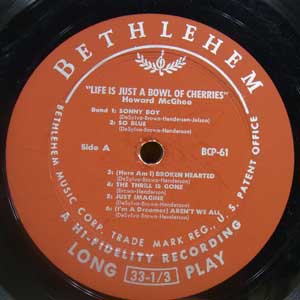 BETHLEHEM
"LIFE IS JUST A BOWL OF CHERRIES"
Howard McGhee
Band 1: SONNY BOY
(DeSylva-Brown-Henderson-Jolson)
2: SO BLUE
(DeSylva-Brown-Henderson)
Side A
BCP-61
3: (Here Am I) BROKEN HEARTED
(DeSylva-Brown-Henderson)
4: THE THRILL IS GONE
(Brown-Henderson)
5: JUST IMAGINE
(DeSylva-Brown-Henderson)
6: (I'm A Dreamer) AREN'T WE ALL
(DeSylva-Brown-Henderson)
BETHLEHEM MUSIC CORP. TRADE MARK REG., U. S. PATENT OFFICE
A HI-FIDELITY RECORDING
LONG 33-1/3 PLAY